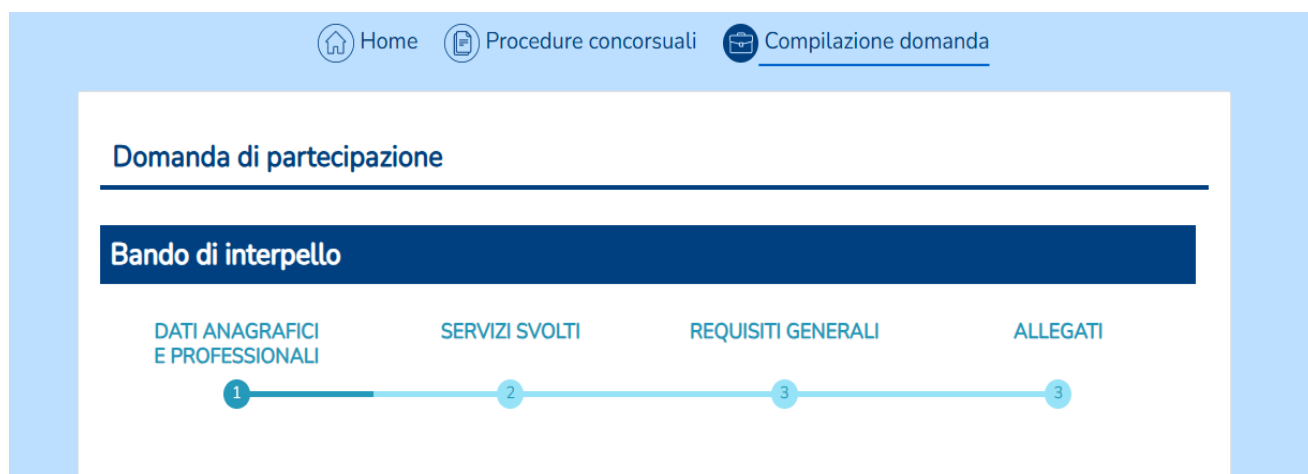 Home Procedure concorsuali Compilazione domanda
Domanda di partecipazione
Bando di interpello
DATI ANAGRAFICI
E PROFESSIONALI
SERVIZI SVOLTI
REQUISITI GENERALI
ALLEGATI
1 2 3 3